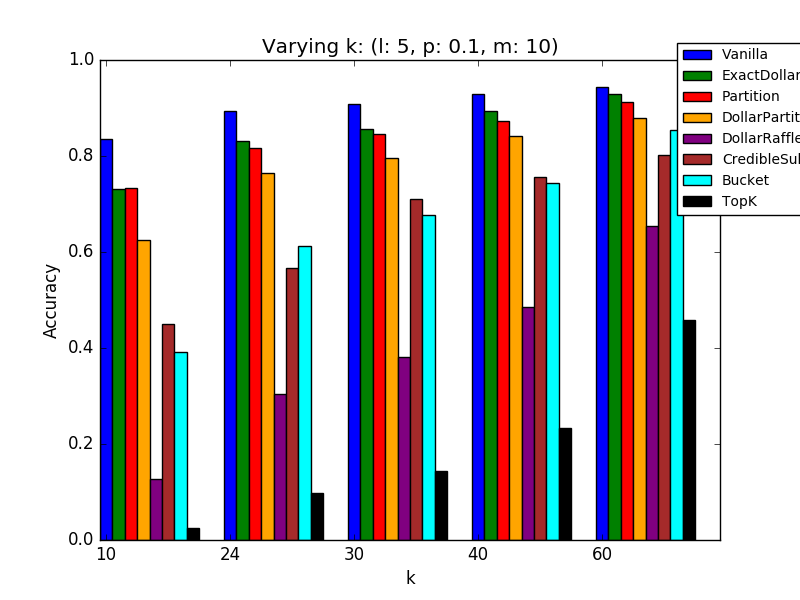 Varying k: (l: 5, p: 0.1, m: 10)
Vanilla
ExactDollar
Partition
DollarPartit
DollarRaffle
CredibleSu
Bucket
TopK
1.0
0.8
0.6
0.4
0.2
0.0
Accuracy
10 24 30 40 60
k